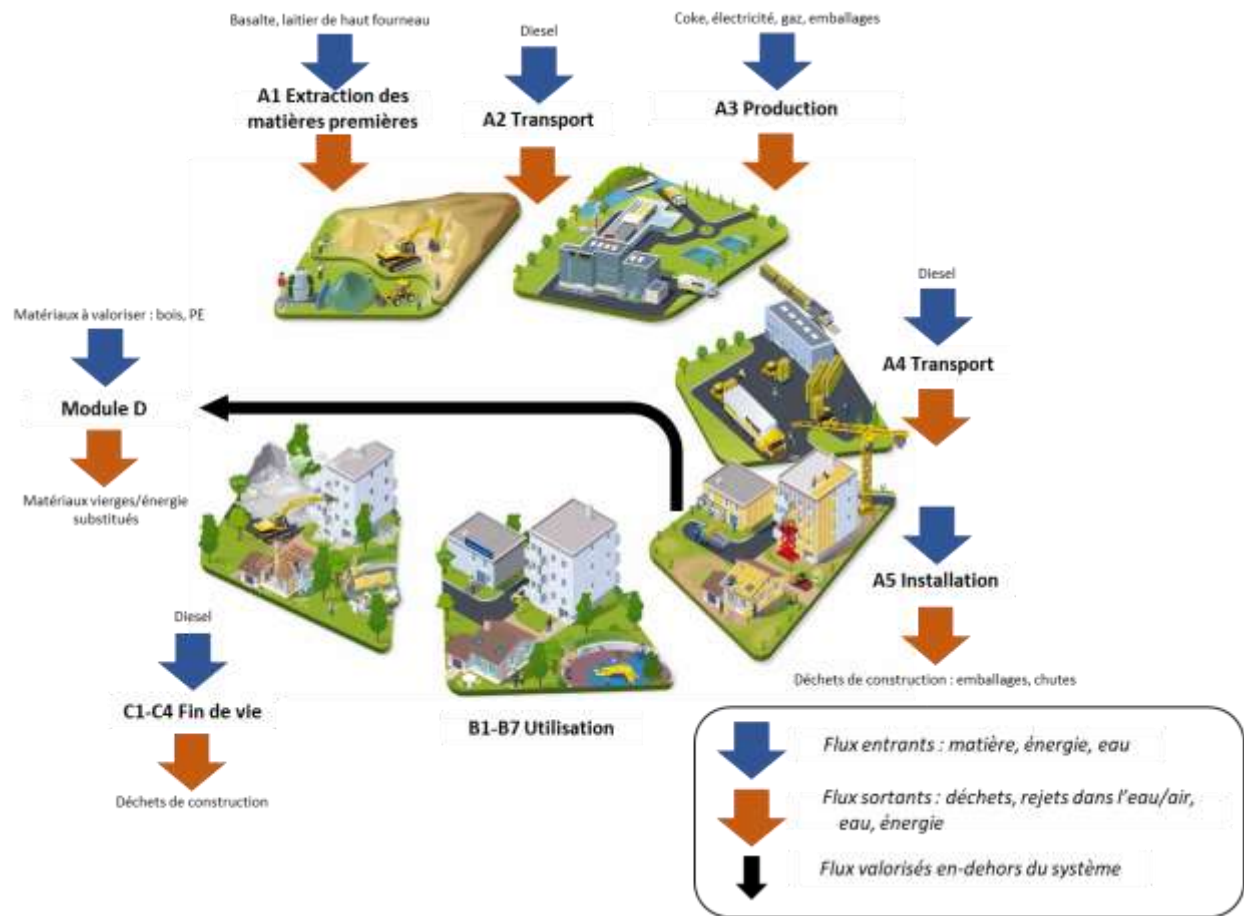 Basalte, laitier de haut fourneau
Diesel
Coke, électricité, gaz, emballages
A1 Extraction des
matières premières
A2 Transport
A3 Production
Diesel
Matériaux à valoriser : bois, PE
A4 Transport
Module D
Matériaux vierges/énergie
substitués
A5 Installation
Diesel
Déchets de construction : emballages, chutes
C1-C4 Fin de vie
B1-B7 Utilisation
Déchets de construction
Flux entrants : matière, énergie, eau
Flux sortants : déchets, rejets dans l'eau/air,
eau, énergie
Flux valorisés en-dehors du système